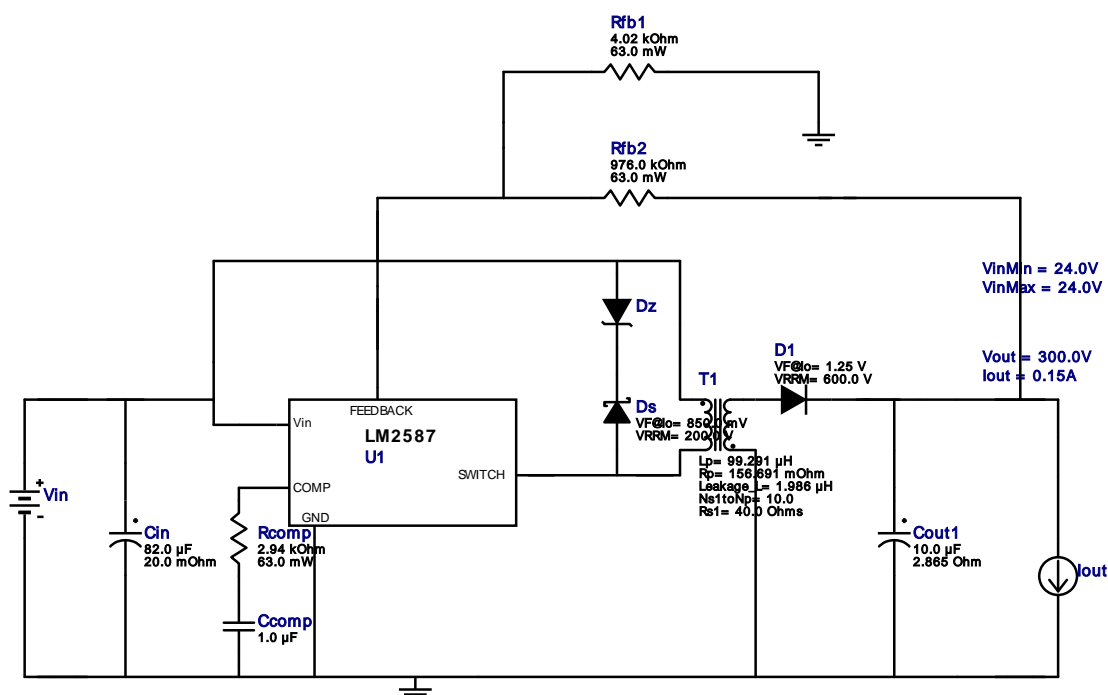 Rfb1
4.02 kOhm
63.0 mW
Rfb2
976.0 kOhm
63.0 mW
VinMin = 24.0V
VinMax = 24.0V
Dz
D1
VF@Io= 1.25 V
VRRM= 600.0 V
Vout = 300.0V
Iout = 0.15A
T1
Ds
VF@Io= 850.0 mV
VRRM= 200.0 V
FEEDBACK
Vin
LM2587
U1
SWITCH
COMP
GND
Lp= 99.291 µH
Rp= 156.691 mOhm
Leakage_L= 1.986 µH
Ns1toNp= 10.0
Rs1= 40.0 Ohms
+
Vin
-
Cin
82.0 µF
20.0 mOhm
Rcomp
2.94 kOhm
63.0 mW
Ccomp
1.0 µF
Cout1
10.0 µF
2.865 Ohm
Iout